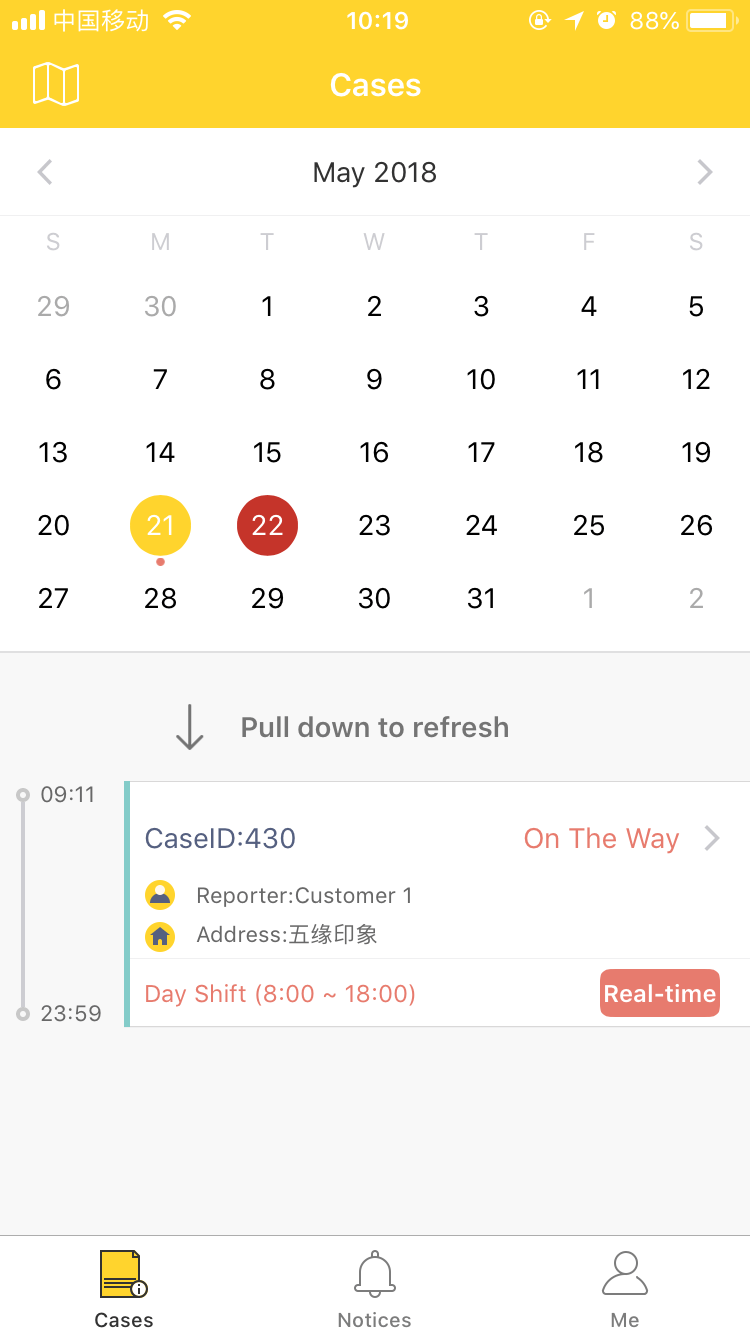 中国移动 10:19 88%
Cases
May 2018
S M T W T F S
29 30 1 2 3 4 5
6 7 8 9 10 11 12
13 14 15 16 17 18 19
20 21 22 23 24 25 26
27 28 29 30 31 1 2
Pull down to refresh
09:11
CaseID:430 On The Way
Reporter:Customer 1
Address:五缘印象
Day Shift (8:00 ~ 18:00) Real-time
23:59
Cases Notices Me